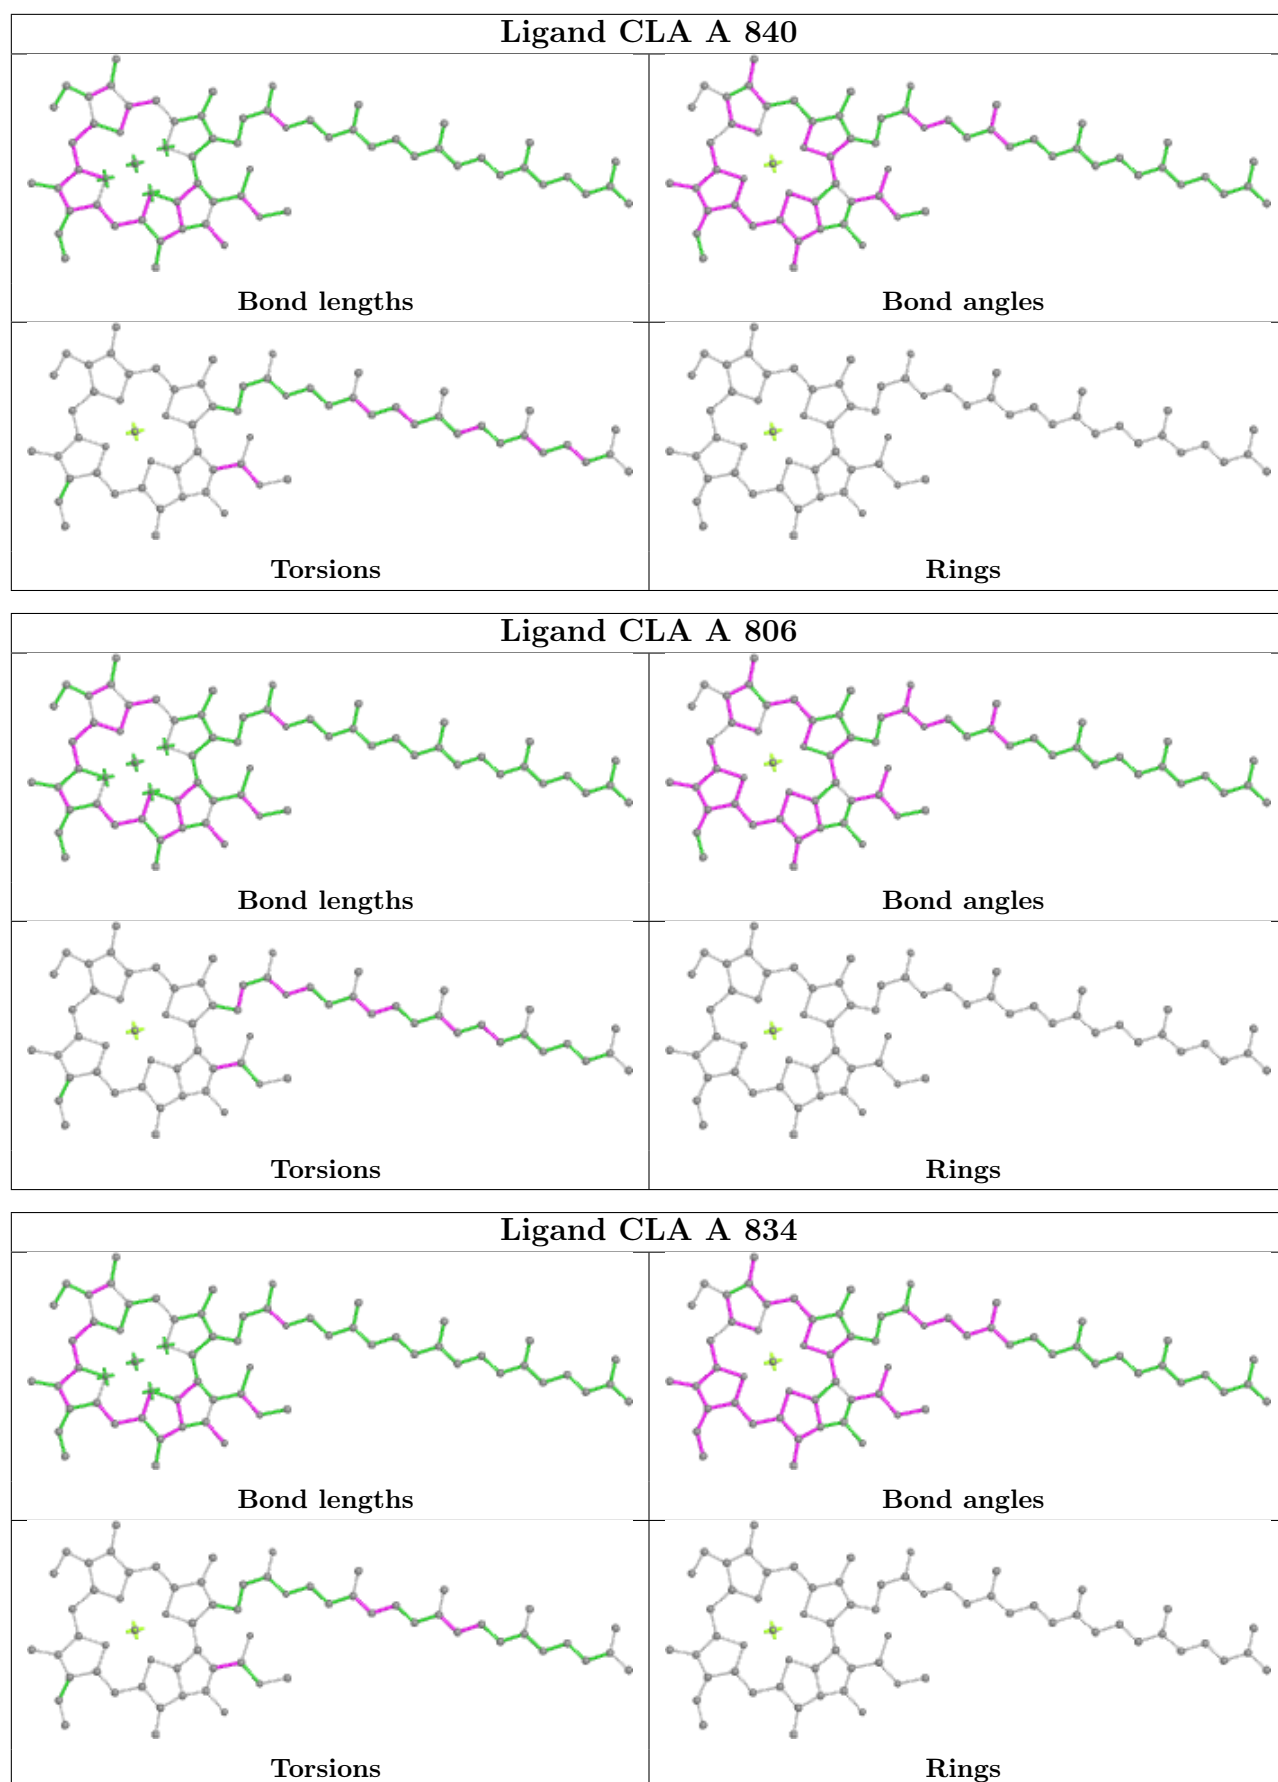 Ligand CLA A 840
Bond lengths
Bond angles
Torsions
Rings
Ligand CLA A 806
Bond lengths
Bond angles
Torsions
Rings
Ligand CLA A 834
Bond lengths
Bond angles
Torsions
Rings